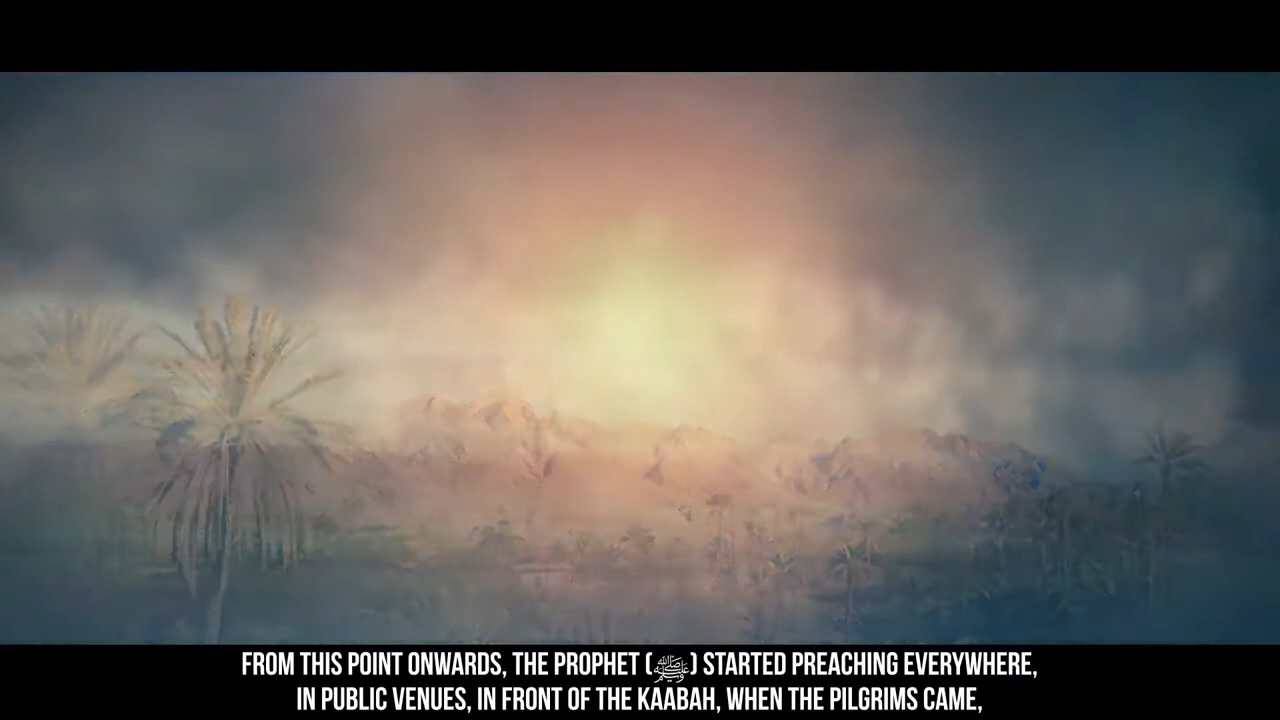 FROM THIS POINT ONWARDS, THE PROPHET (ﷺ) STARTED PREACHING EVERYWHERE,
IN PUBLIC VENUES, IN FRONT OF THE KAABAH, WHEN THE PILGRIMS CAME,